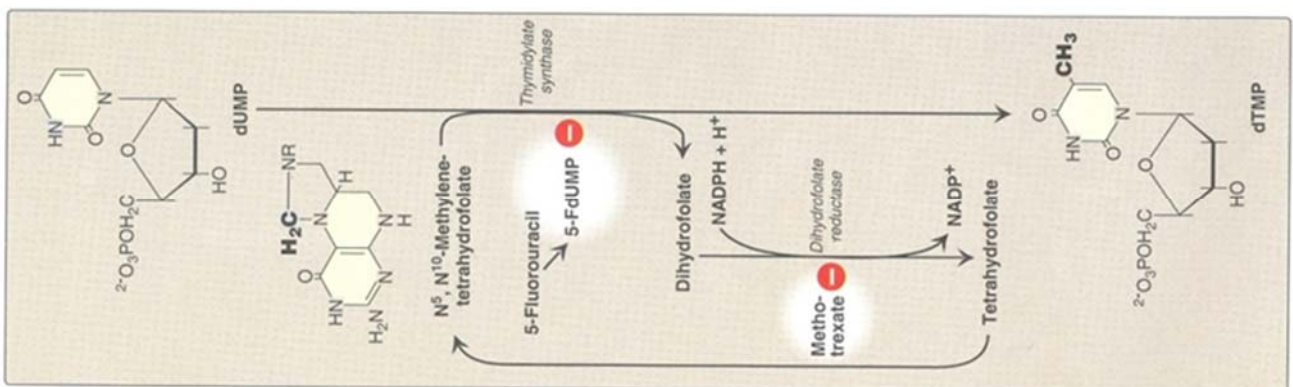 O
HN
N
O
O
2-O3POH2C
HO
dUMP
H2C
NR
O
HN
N
H
H2N
N
N
H
N5, N10-Methylene-
tetrahydrofolate
Thymidylate
synthase
5-Fluorouracil
5-FdUMP
−
Dihydrofolate
NADPH + H+
Dihydrofolate
reductase
Metho-
trexate
−
NADP+
Tetrahydrofolate
O
CH3
HN
N
O
O
2-O3POH2C
HO
dTMP